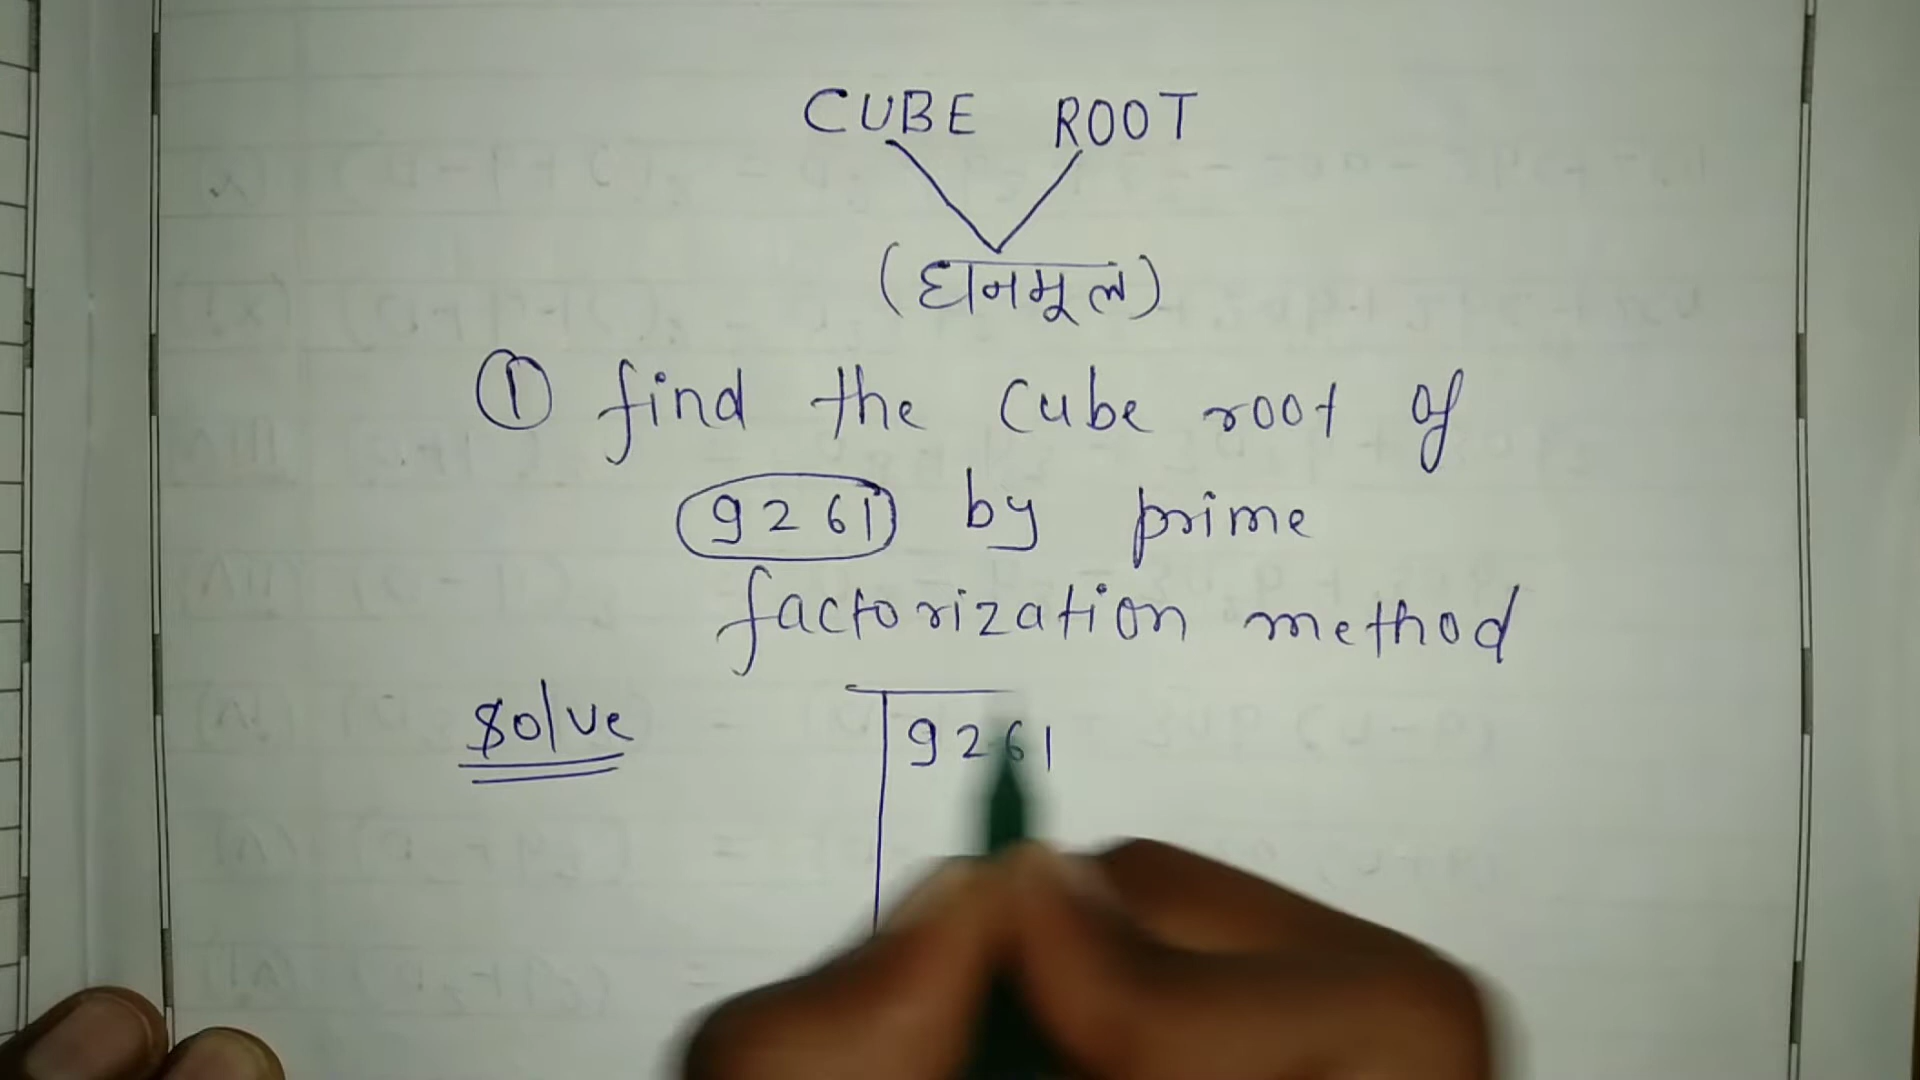 CUBE ROOT
(घनमूल)
① find the cube root of
9261 by prime
factorization method
Solve 9261